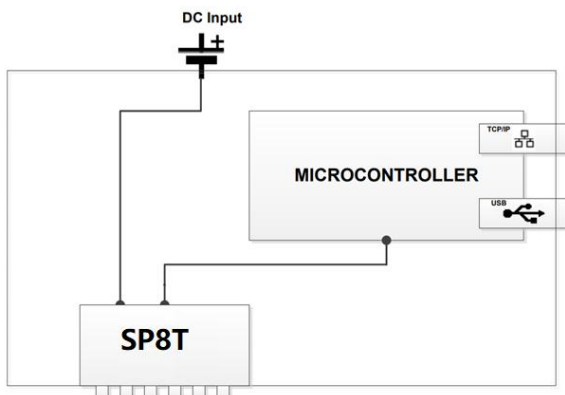 DC Input
+
TCP/IP
MICROCONTROLLER
USB
SP8T